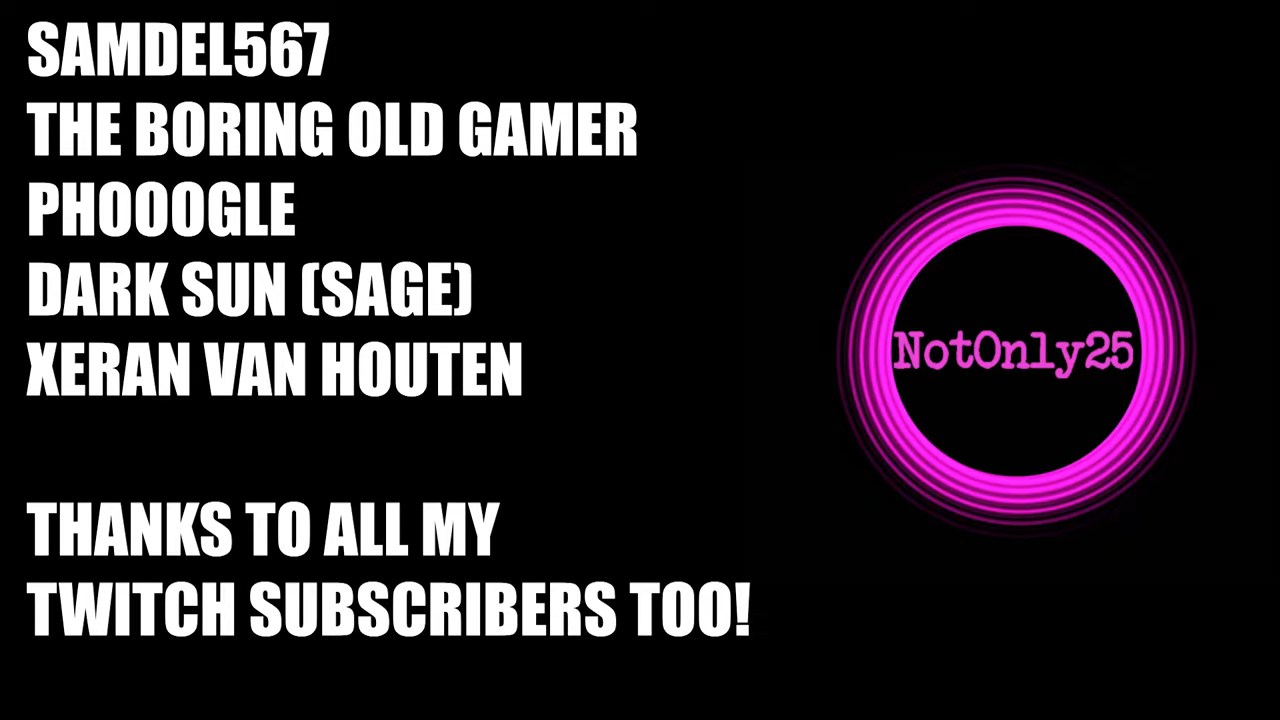 SAMDEL567
THE BORING OLD GAMER
PHOOOGLE
DARK SUN (SAGE)
XERAN VAN HOUTEN
THANKS TO ALL MY
TWITCH SUBSCRIBERS TOO!
NotOnly25